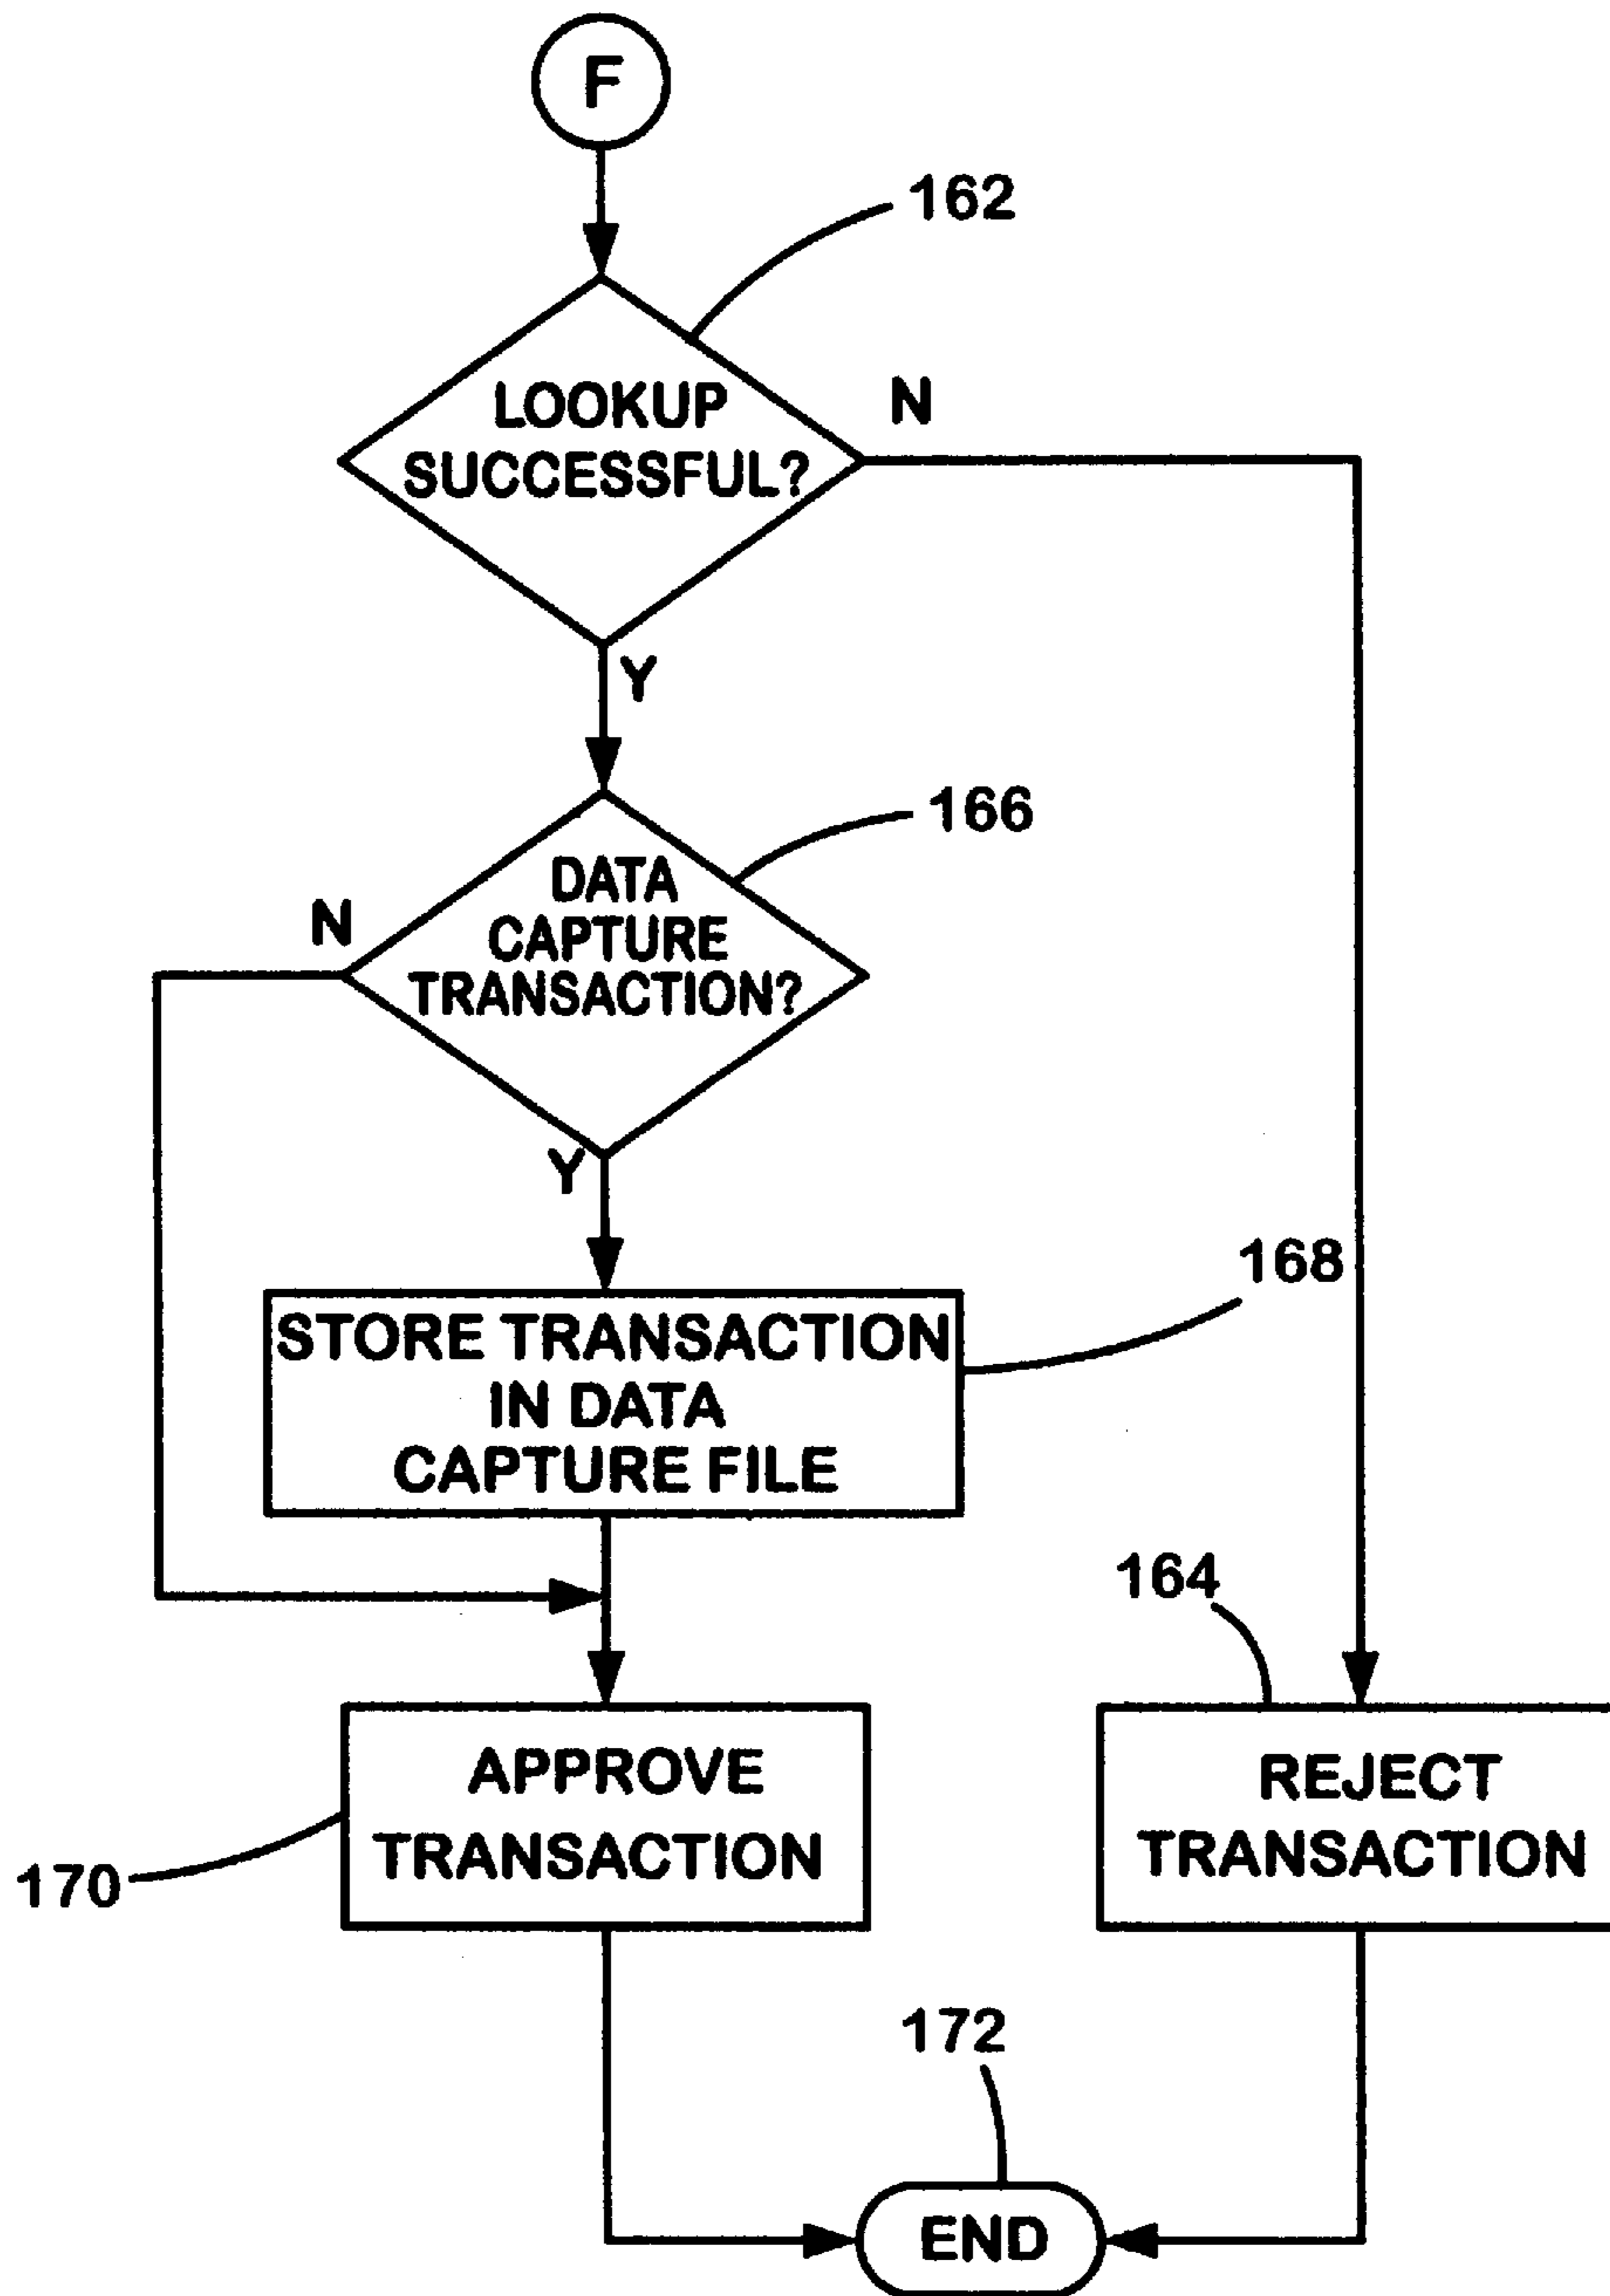 F
162
LOOKUP
SUCCESSFUL?
N
Y
166
DATA
CAPTURE
TRANSACTION?
N
Y
168
STORE TRANSACTION
IN DATA
CAPTURE FILE
164
APPROVE
TRANSACTION
170
REJECT
TRANSACTION
172
END